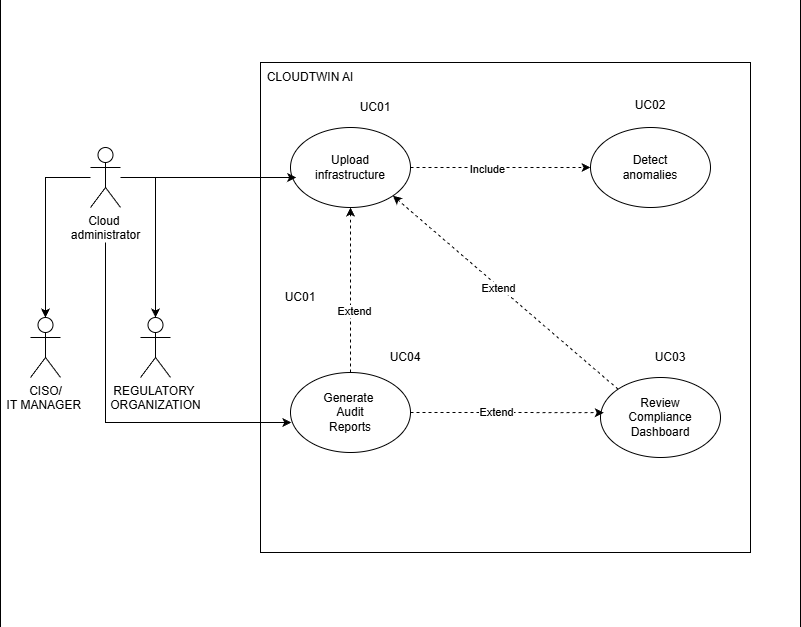 CLOUDTWIN AI
UC01
UC02
Upload
infrastructure
Include
Detect
anomalies
Cloud
administrator
UC01
Extend
Extend
UC04
UC03
CISO/
IT MANAGER
REGULATORY
ORGANIZATION
Generate
Audit
Reports
Extend
Review
Compliance
Dashboard